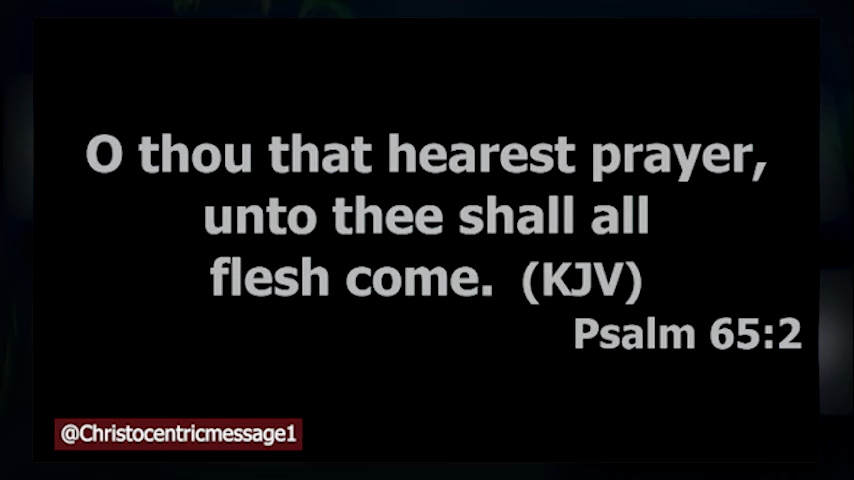 O thou that hearest prayer,
unto thee shall all
flesh come. (KJV)
Psalm 65:2
@Christocentricmessage1